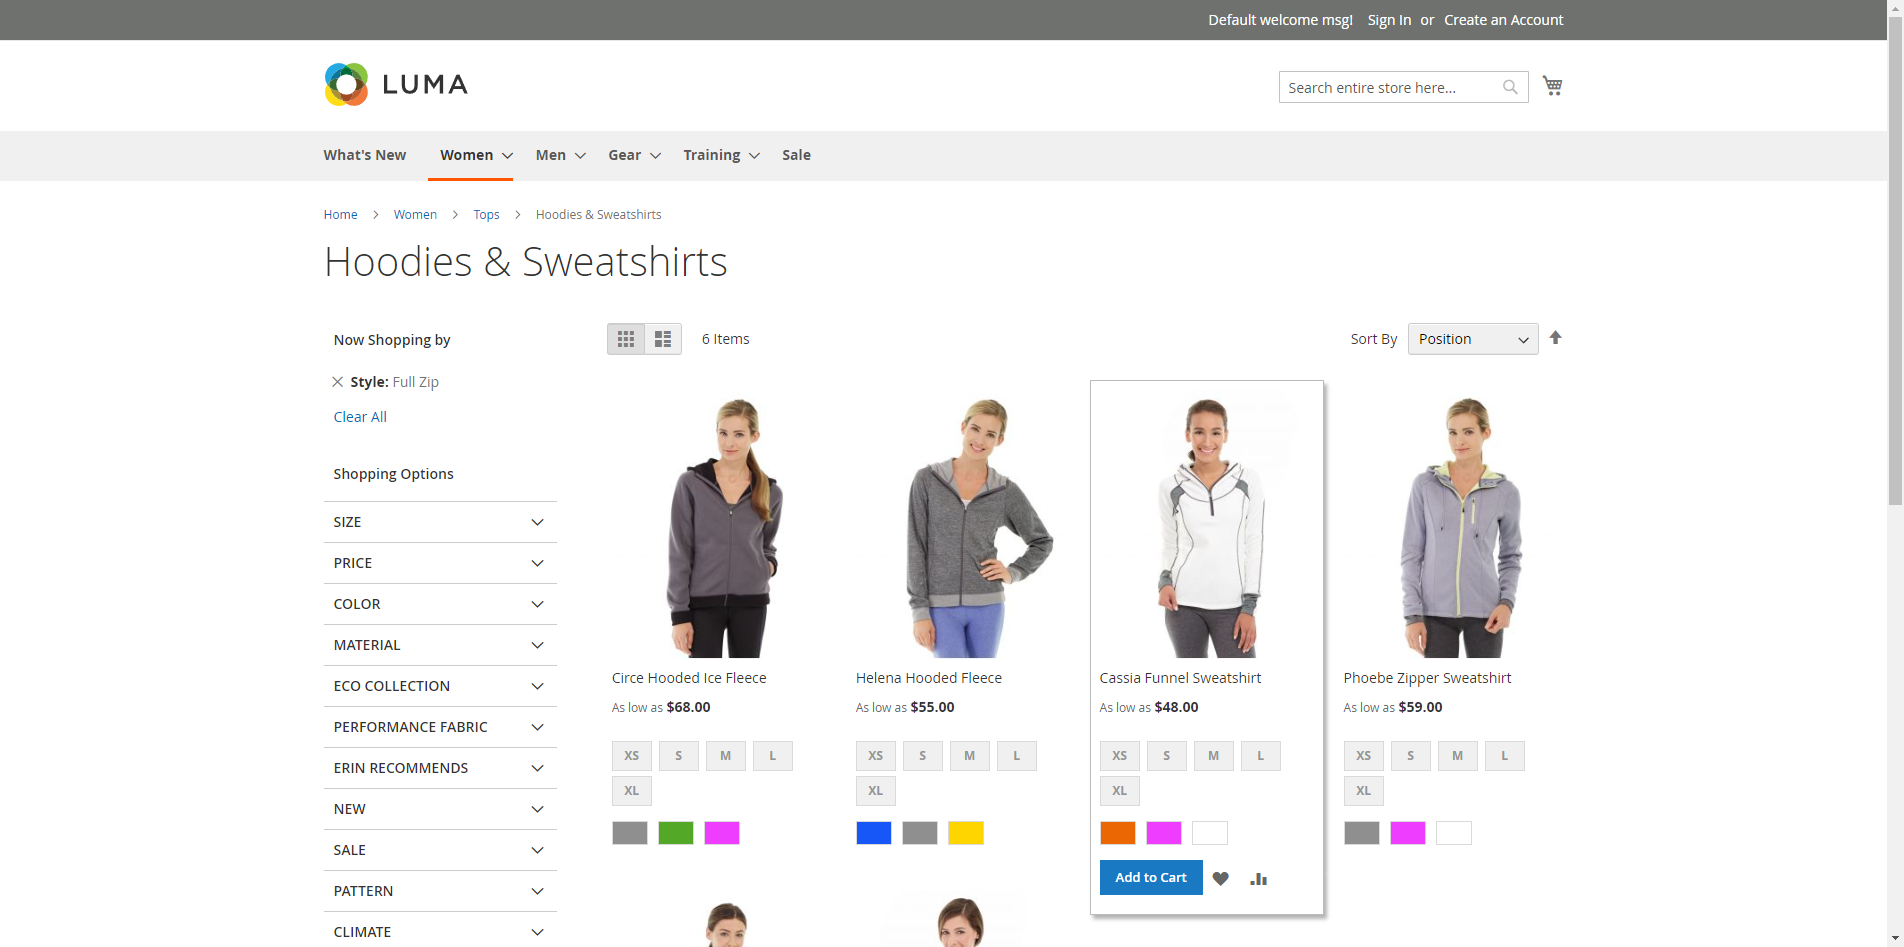 Default welcome msg! Sign In or Create an Account
LUMA
Search entire store here...
What's New Women Men Gear Training Sale
Home Women Tops Hoodies & Sweatshirts
Hoodies & Sweatshirts
Now Shopping by
6 Items
Sort By Position
Style: Full Zip
Clear All
Shopping Options
SIZE
PRICE
COLOR
MATERIAL
ECO COLLECTION
PERFORMANCE FABRIC
ERIN RECOMMENDS
NEW
SALE
PATTERN
CLIMATE
Circe Hooded Ice Fleece
As low as $68.00
XS S M L
XL
Helena Hooded Fleece
As low as $55.00
XS S M L
XL
Cassia Funnel Sweatshirt
As low as $48.00
XS S M L
XL
Add to Cart
Phoebe Zipper Sweatshirt
As low as $59.00
XS S M L
XL